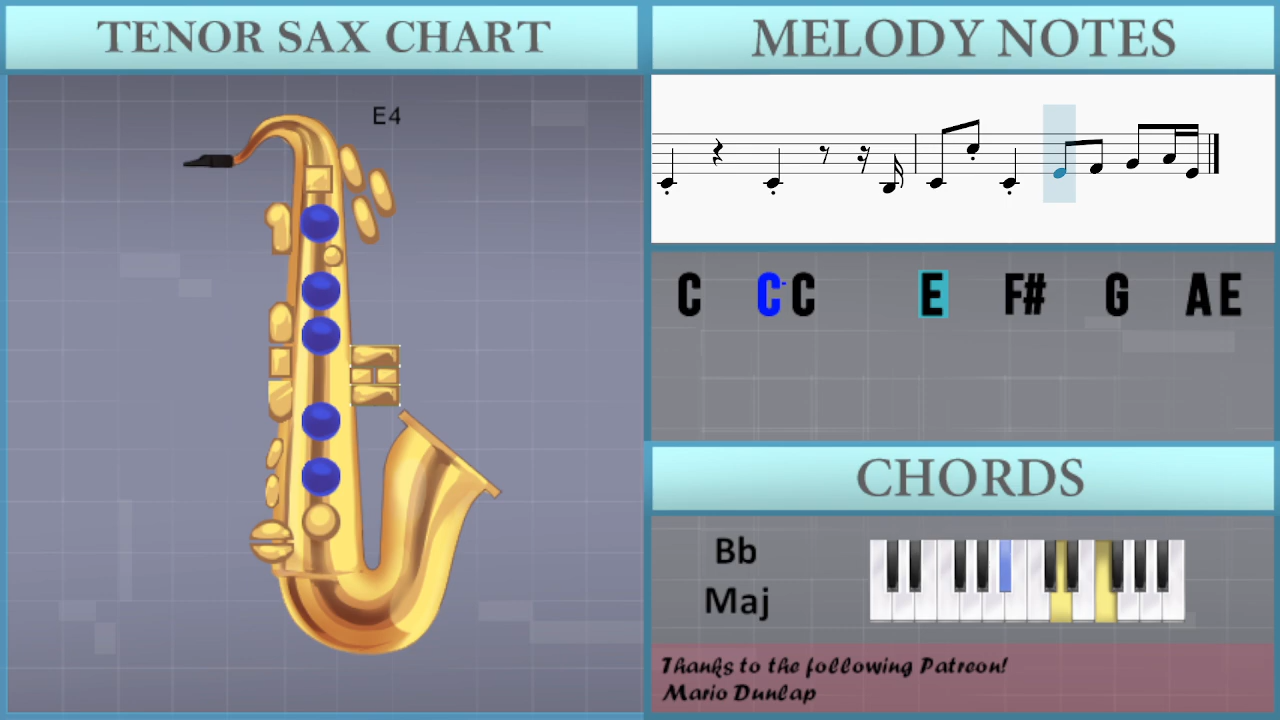 TENOR SAX CHART
E4
MELODY NOTES
C C- C E F# G A E
CHORDS
Bb
Maj
Thanks to the following Patreon!
Mario Dunlap